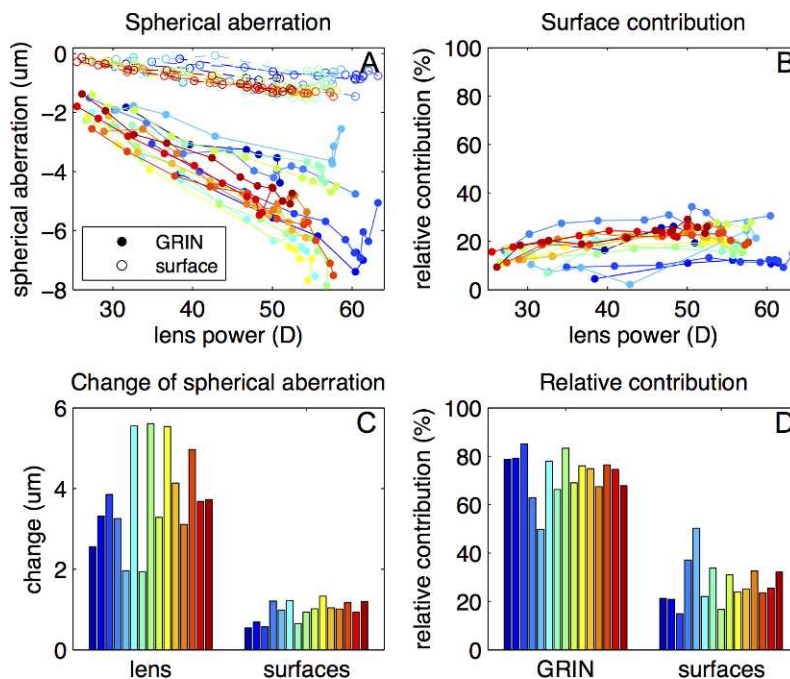 Spherical aberration
A
spherical aberration (um)
0
−2
−4
−6
−8
GRIN
surface
30 40 50 60
lens power (D)
Surface contribution
B
relative contribution (%)
100
80
60
40
20
0
30 40 50 60
lens power (D)
Change of spherical aberration
C
change (um)
6
4
2
0
lens surfaces
Relative contribution
D
relative contribution (%)
100
80
60
40
20
0
GRIN surfaces